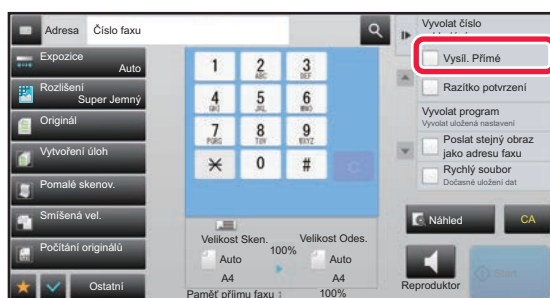 Adresa
Číslo faxu
Vyvolat číslo
Expozice
Auto
Rozlišení
Super Jemný
Originál
Vytvoření úloh
Pomalé skenov.
Smíšená vel.
Počítání originálů
Ostatní
1
2
ABC
3
DEF
4
GHI
5
JKL
6
MNO
7
PQRS
8
TUV
9
WXYZ
0
#
C
Velikost Sken.
100%
Velikost Odes.
Auto
Auto
A4
A4
Paměť příjmu faxu :
100%
Vysíl. Přímé
Razítko potvrzení
Vyvolat program
Vyvolat uložená nastavení
Poslat stejný obraz
jako adresu faxu
Rychlý soubor
Dočasné uložení dat
Náhled
CA
Reproduktor
Start